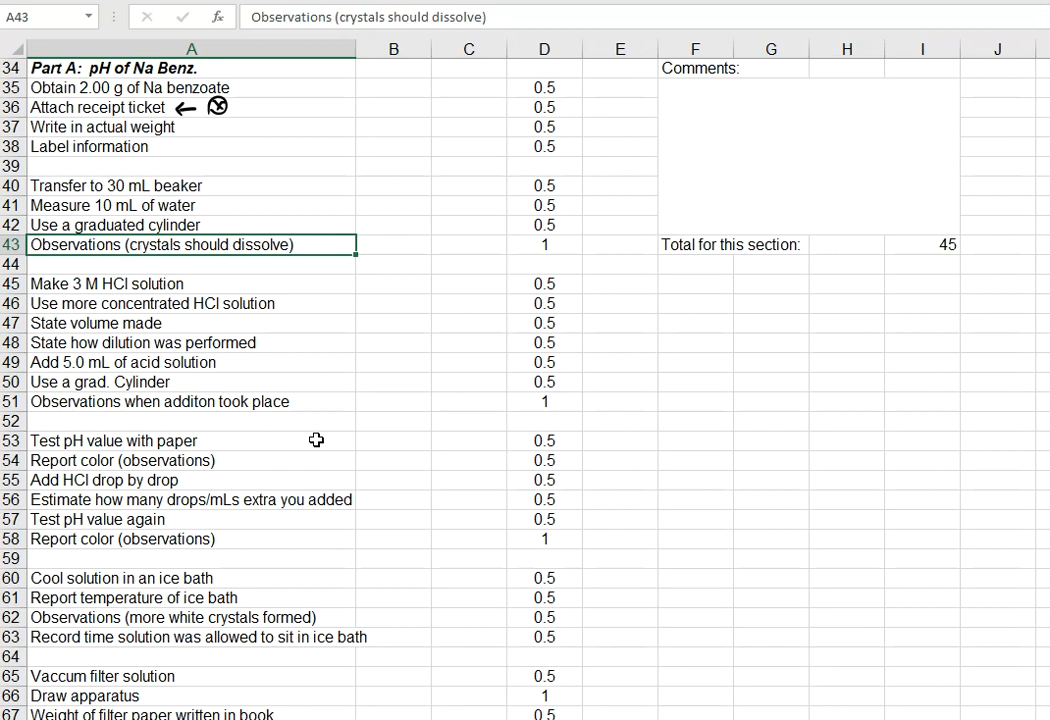 A43 fx Observations (crystals should dissolve)
A B C D E F G H I J
34 Part A: pH of Na Benz. Comments:
35 Obtain 2.00 g of Na benzoate 0.5
36 Attach receipt ticket 0.5
37 Write in actual weight 0.5
38 Label information 0.5
39
40 Transfer to 30 mL beaker 0.5
41 Measure 10 mL of water 0.5
42 Use a graduated cylinder 0.5
43 Observations (crystals should dissolve) 1 Total for this section: 45
44
45 Make 3 M HCl solution 0.5
46 Use more concentrated HCl solution 0.5
47 State volume made 0.5
48 State how dilution was performed 0.5
49 Add 5.0 mL of acid solution 0.5
50 Use a grad. Cylinder 0.5
51 Observations when additon took place 1
52
53 Test pH value with paper 0.5
54 Report color (observations) 0.5
55 Add HCl drop by drop 0.5
56 Estimate how many drops/mLs extra you added 0.5
57 Test pH value again 0.5
58 Report color (observations) 1
59
60 Cool solution in an ice bath 0.5
61 Report temperature of ice bath 0.5
62 Observations (more white crystals formed) 0.5
63 Record time solution was allowed to sit in ice bath 0.5
64
65 Vaccum filter solution 0.5
66 Draw apparatus 1
67 Weight of filter paper written in book 0.5